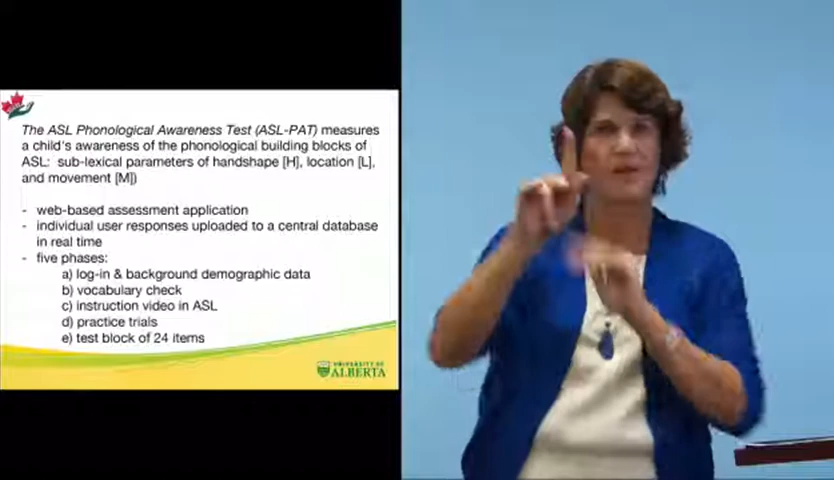 The ASL Phonological Awareness Test (ASL-PAT) measures
a child's awareness of the phonological building blocks of
ASL: sub-lexical parameters of handshape [H], location [L],
and movement [M])
- web-based assessment application
- individual user responses uploaded to a central database
in real time
- five phases:
a) log-in & background demographic data
b) vocabulary check
c) instruction video in ASL
d) practice trials
e) test block of 24 items
UNIVERSITY OF
ALBERTA